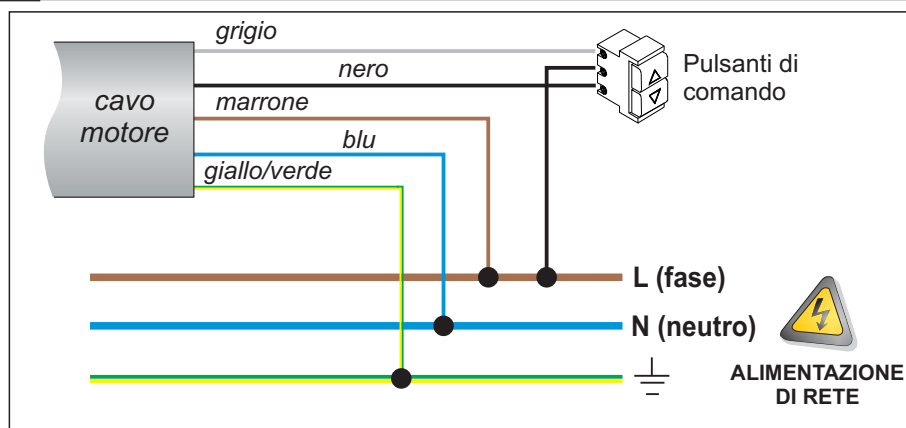 grigio
nero
marrone
blu
giallo/verde
cavo
motore
Pulsanti di
comando
L (fase)
N (neutro)
ALIMENTAZIONE
DI RETE